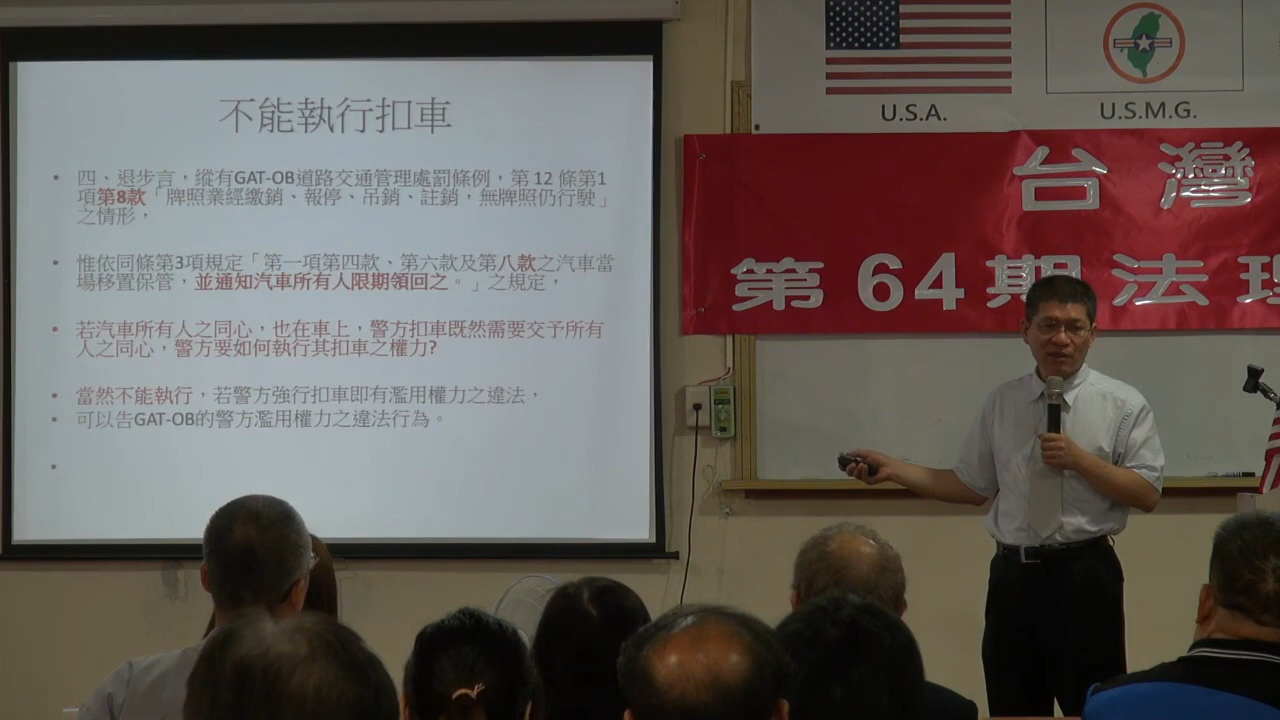 不能執行扣車
• 四、退步言，縱有GAT-OB道路交通管理處罰條例，第 12 條第1
項第8款「牌照業經繳銷、報停、吊銷、註銷，無牌照仍行駛」
之情形，
• 惟依同條第3項規定「第一項第四款、第六款及第八款之汽車當
場移置保管，並通知汽車所有人限期領回之。」之規定，
• 若汽車所有人之同心，也在車上，警方扣車既然需要交予所有
人之同心，警方要如何執行其扣車之權力?
• 當然不能執行，若警方強行扣車即有濫用權力之違法，
• 可以告GAT-OB的警方濫用權力之違法行為。
•
U.S.A.
U.S.M.G.
台灣
第64期法理